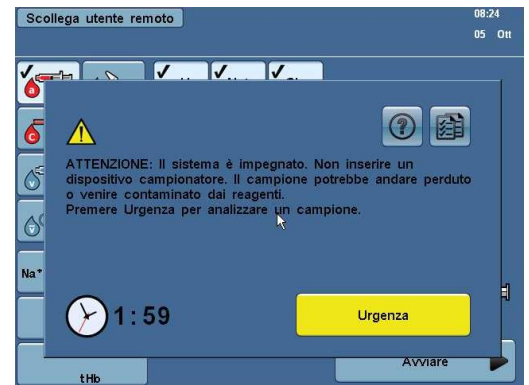 Scollega utente remoto
08:24
05 Ott
a
c
v
v
ATTENZIONE: Il sistema è impegnato. Non inserire un
dispositivo campionatore. Il campione potrebbe andare perduto
o venire contaminato dai reagenti.
Premere Urgenza per analizzare un campione.
Na+
1:59
Urgenza
Avviare
tHb